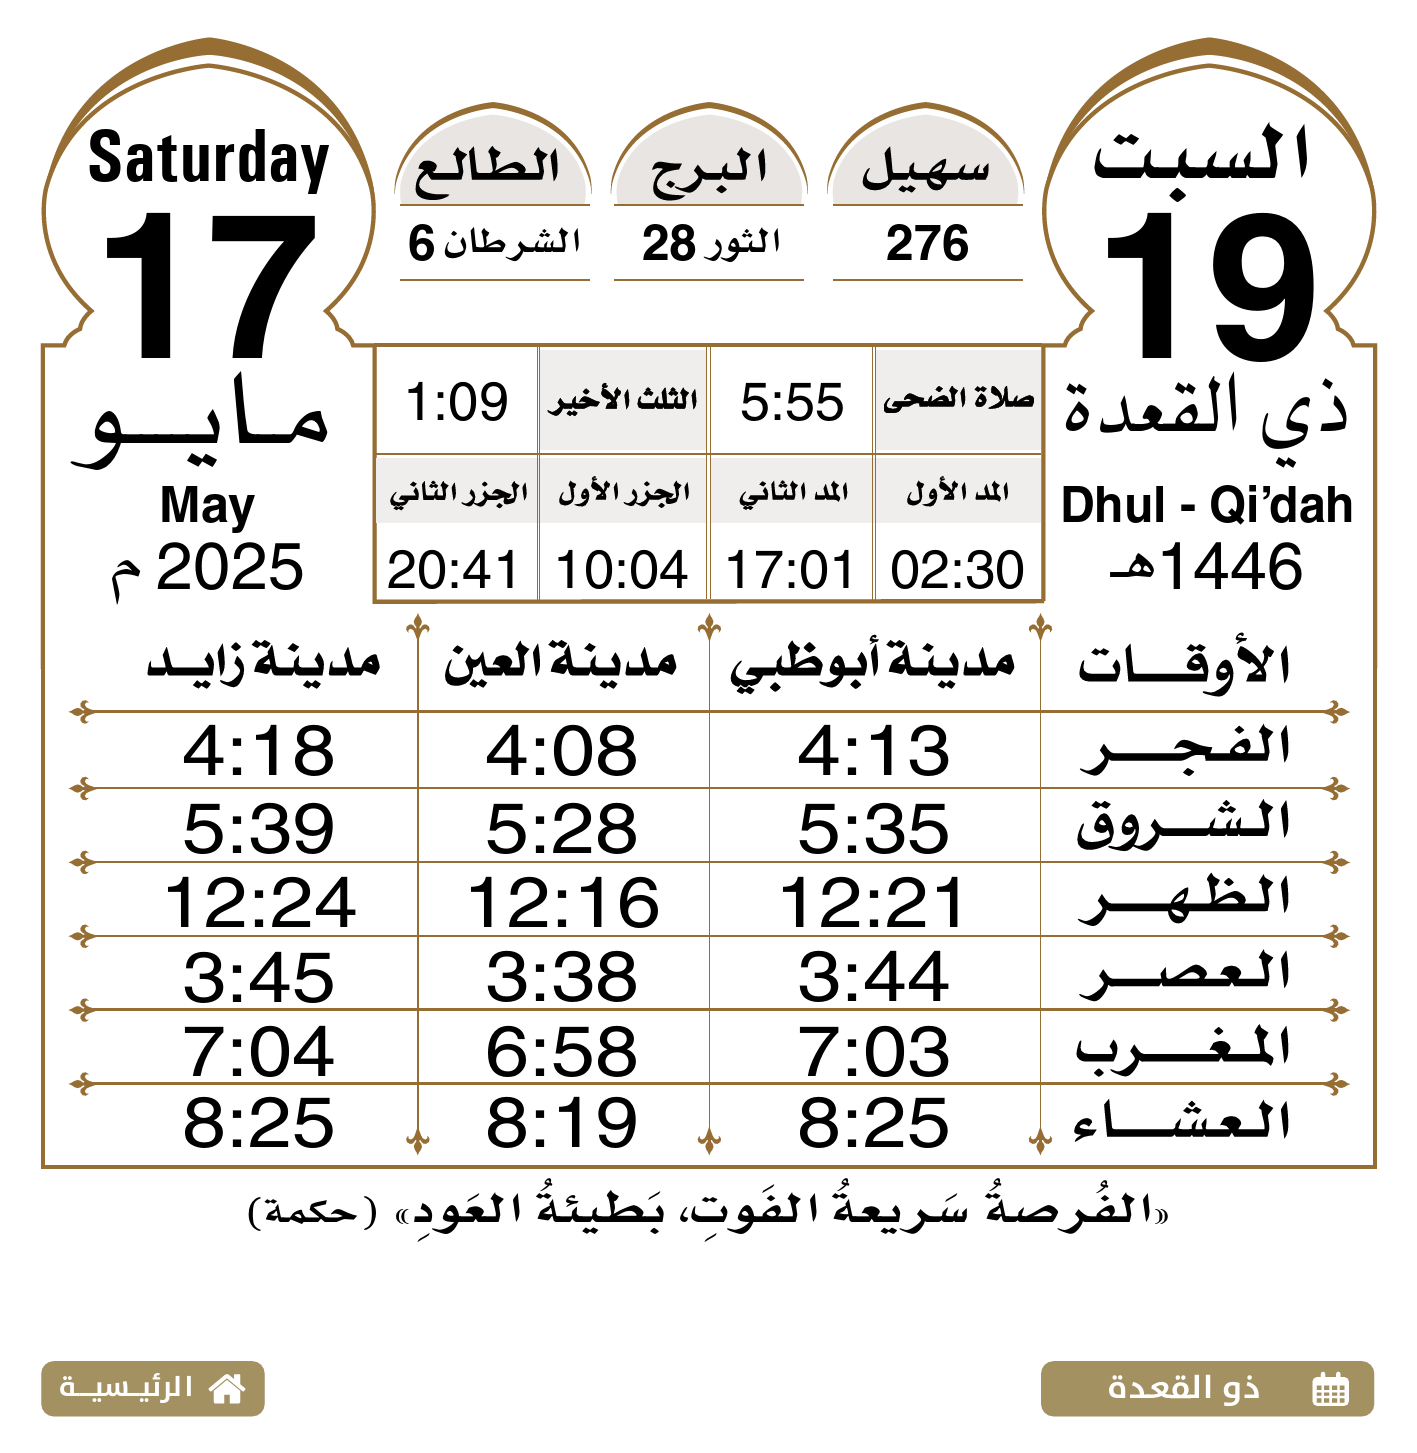 السبت
19
ذي القعدة
Dhul - Qi’dah
1446هـ
سهيل
276
البرج
الثور 28
الطالع
الشرطان 6
Saturday
17
مايو
May
2025 م
صلاة الضحى 5:55 الثلث الأخير 1:09
المد الأول المد الثاني الجزر الأول الجزر الثاني
02:30 17:01 10:04 20:41
الأوقات مدينة أبوظبي مدينة العين مدينة زايد
الفجر 4:13 4:08 4:18
الشروق 5:35 5:28 5:39
الظهر 12:21 12:16 12:24
العصر 3:44 3:38 3:45
المغرب 7:03 6:58 7:04
العشاء 8:25 8:19 8:25
«الفُرصةُ سَريعةُ الفَوتِ، بَطيئةُ العَودِ» (حكمة)
ذو القعدة
الرئيسية